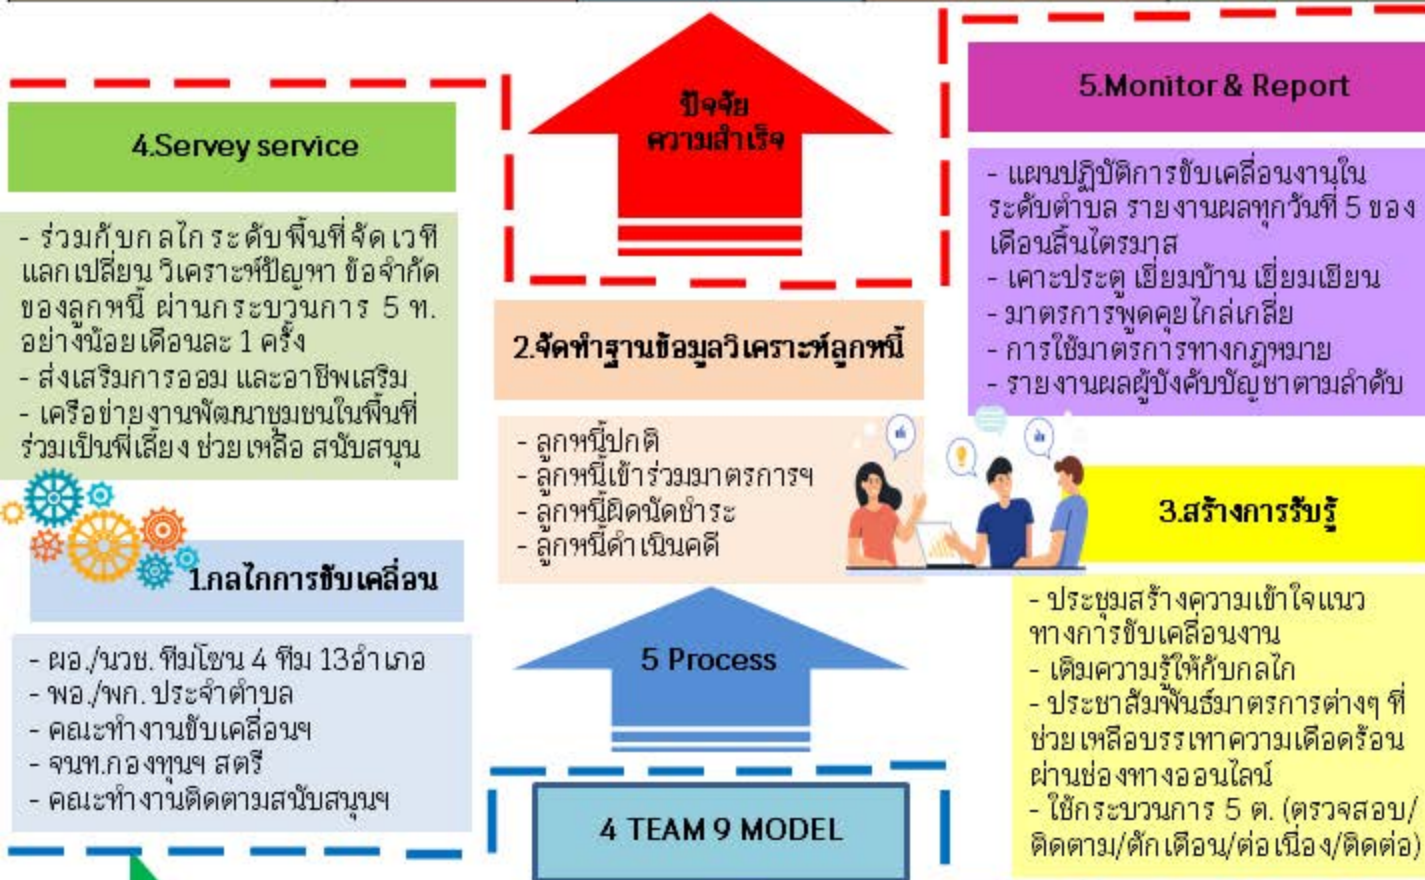 ปัจจัย
ความสำเร็จ
5.Monitor & Report
- แผนปฏิบัติการขับเคลื่อนงานใน
ระดับตำบล รายงานผลทุกวันที่ 5 ของ
เดือนสิ้นไตรมาส
- เคาะประตู เยี่ยมบ้าน เยี่ยมเยียน
- มาตรการพูดคุยไกล่เกลี่ย
- การใช้มาตรการทางกฎหมาย
- รายงานผลผู้บังคับบัญชาตามลำดับ
4.Servey service
- ร่วมกับกลไกระดับพื้นที่จัดเวที
แลกเปลี่ยน วิเคราะห์ปัญหา ข้อจำกัด
ของลูกหนี้ ผ่านกระบวนการ 5 ท.
อย่างน้อยเดือนละ 1 ครั้ง
- ส่งเสริมการออม และอาชีพเสริม
- เครือข่ายงานพัฒนาชุมชนในพื้นที่
ร่วมเป็นพี่เลี้ยง ช่วยเหลือ สนับสนุน
2.จัดทำฐานข้อมูลวิเคราะห์ลูกหนี้
- ลูกหนี้ปกติ
- ลูกหนี้เข้าร่วมมาตรการฯ
- ลูกหนี้ผิดนัดชำระ
- ลูกหนี้ดำเนินคดี
3.สร้างการรับรู้
- ประชุมสร้างความเข้าใจแนว
ทางการขับเคลื่อนงาน
- เติมความรู้ให้กับกลไก
- ประชาสัมพันธ์มาตรการต่างๆ ที่
ช่วยเหลือบรรเทาความเดือดร้อน
ผ่านช่องทางออนไลน์
- ใช้กระบวนการ 5 ต. (ตรวจสอบ/
ติดตาม/ตักเตือน/ต่อเนื่อง/ติดต่อ)
1.กลไกการขับเคลื่อน
- ผอ./นวช. ทีมโซน 4 ทีม 13อำเภอ
- พอ./พก. ประจำตำบล
- คณะทำงานขับเคลื่อนฯ
- จนท.กองทุนฯ สตรี
- คณะทำงานติดตามสนับสนุนฯ
5 Process
4 TEAM 9 MODEL